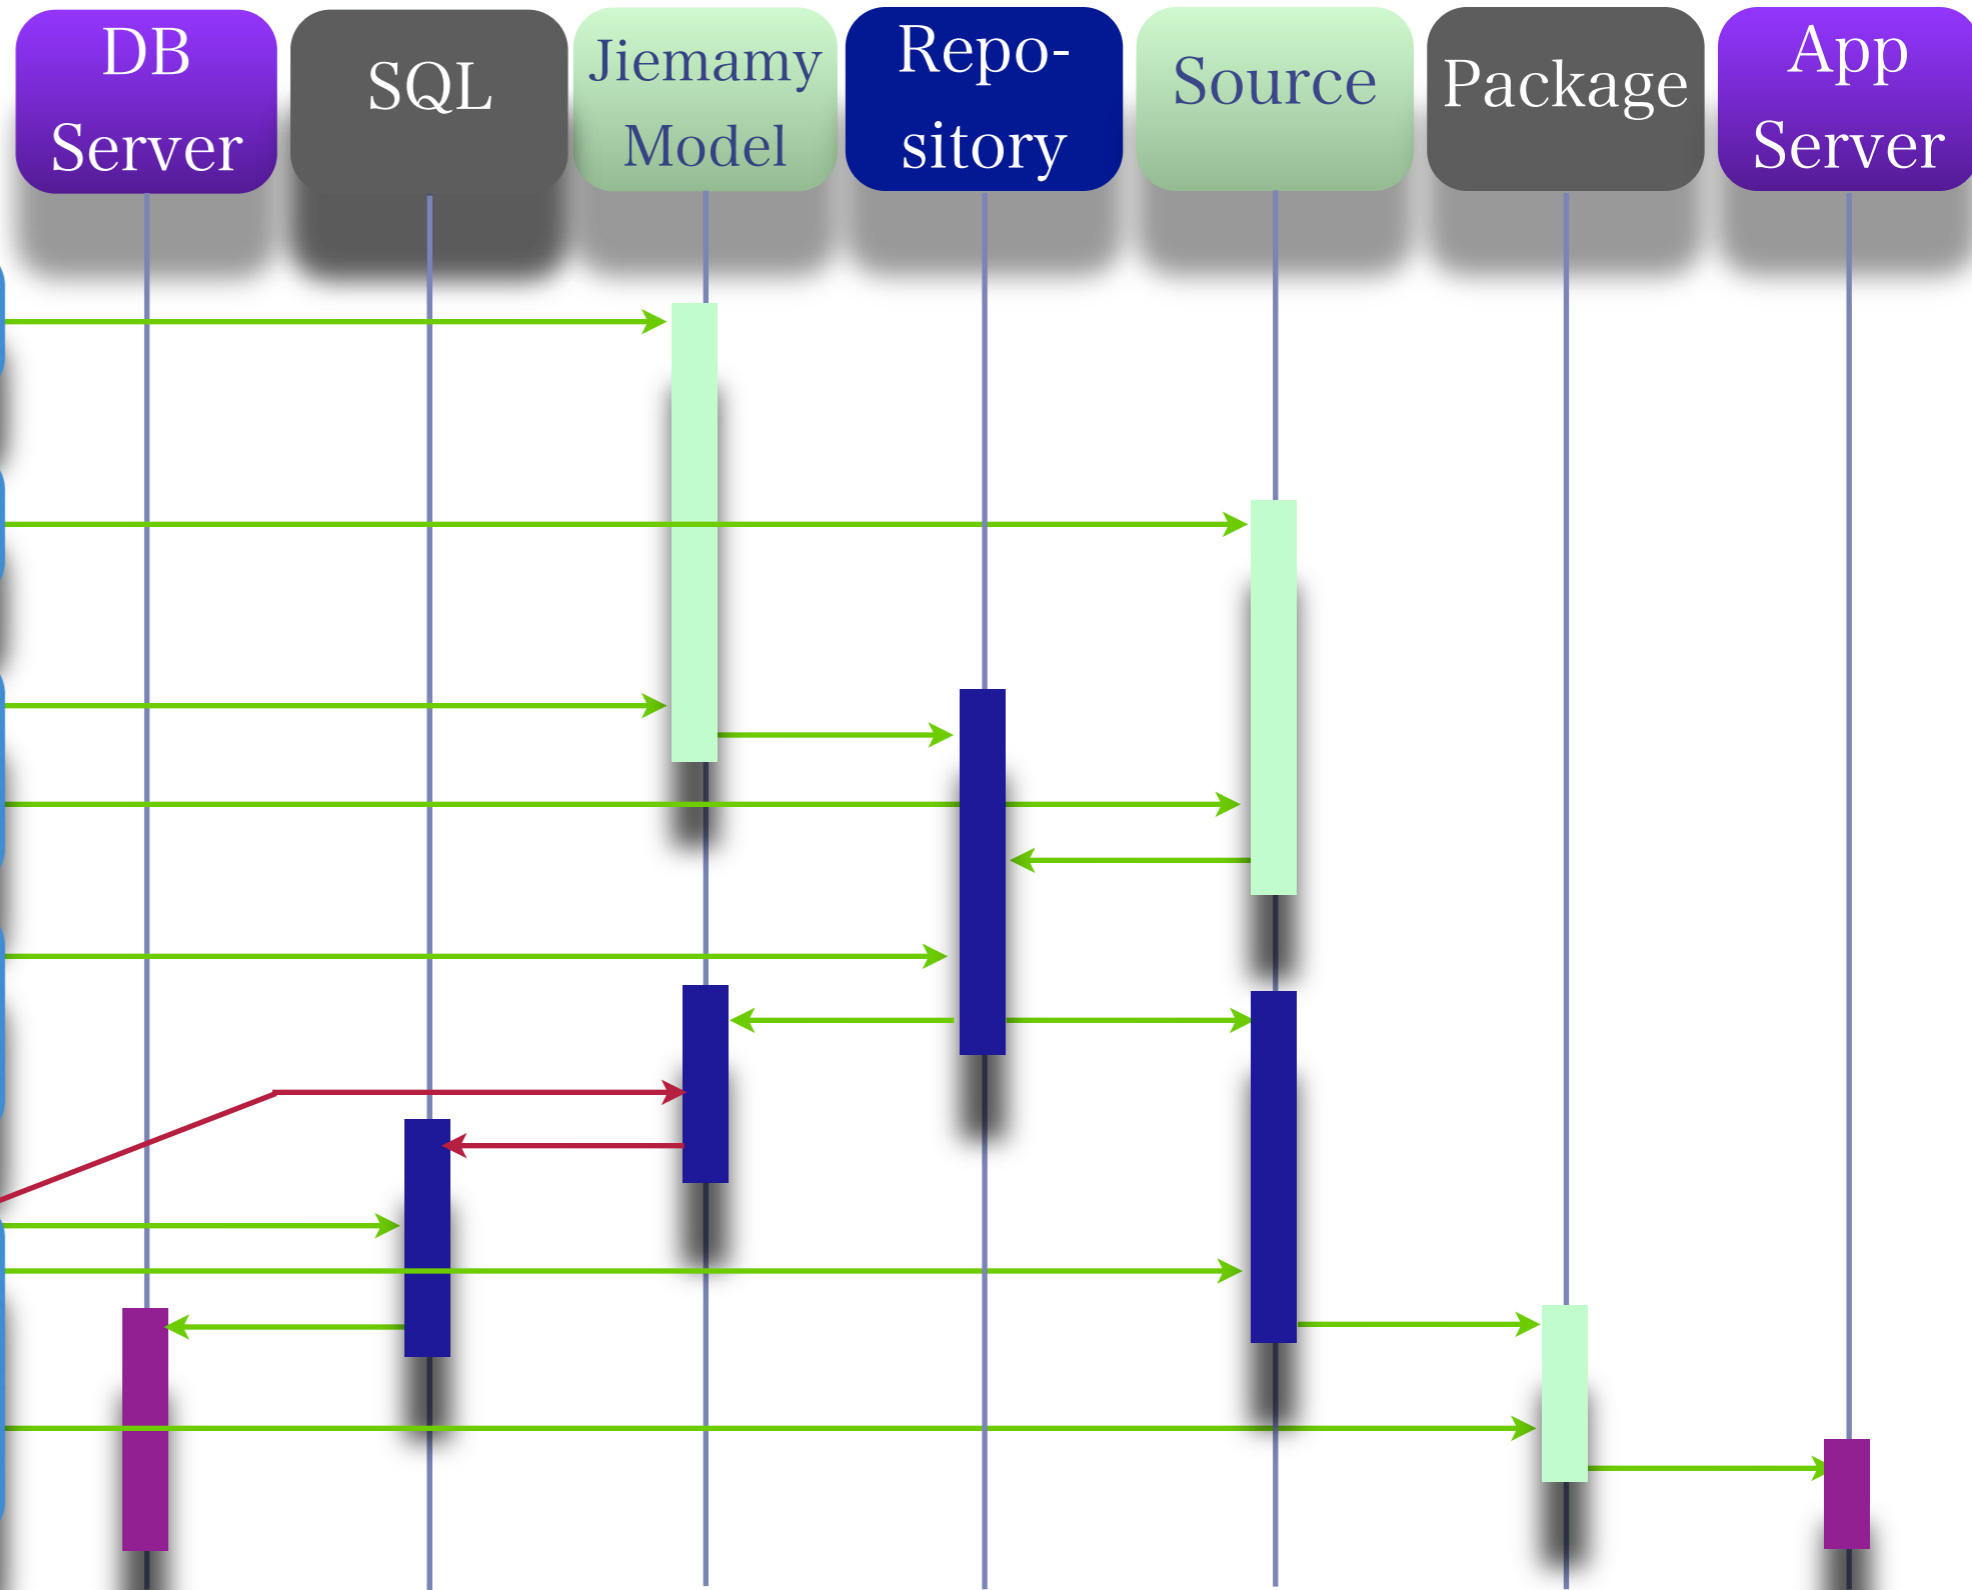 DB
Server
SQL
Jiemamy
Model
Repo-
sitory
Source
Package
App
Server